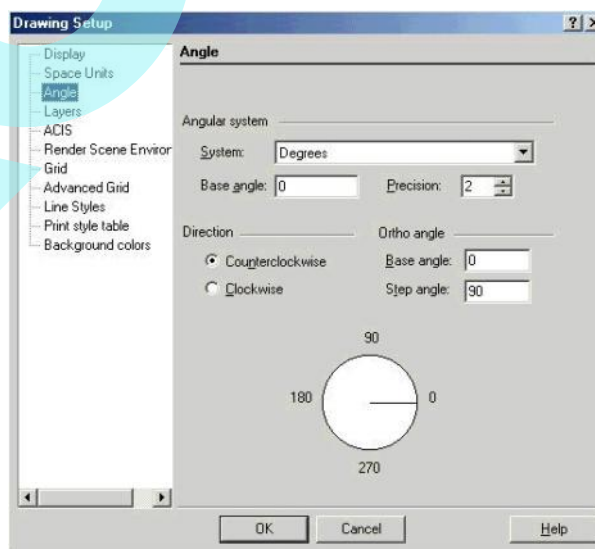 Drawing Setup
Display
Space Units
Angle
Layers
ACIS
Render Scene Enviror
Grid
Advanced Grid
Line Styles
Print style table
Background colors
Angle
Angular system
System: Degrees
Base angle: 0 Precision: 2
Direction Ortho angle
Counterclockwise Base angle: 0
Clockwise Step angle: 90
90
180 0
270
OK Cancel Help